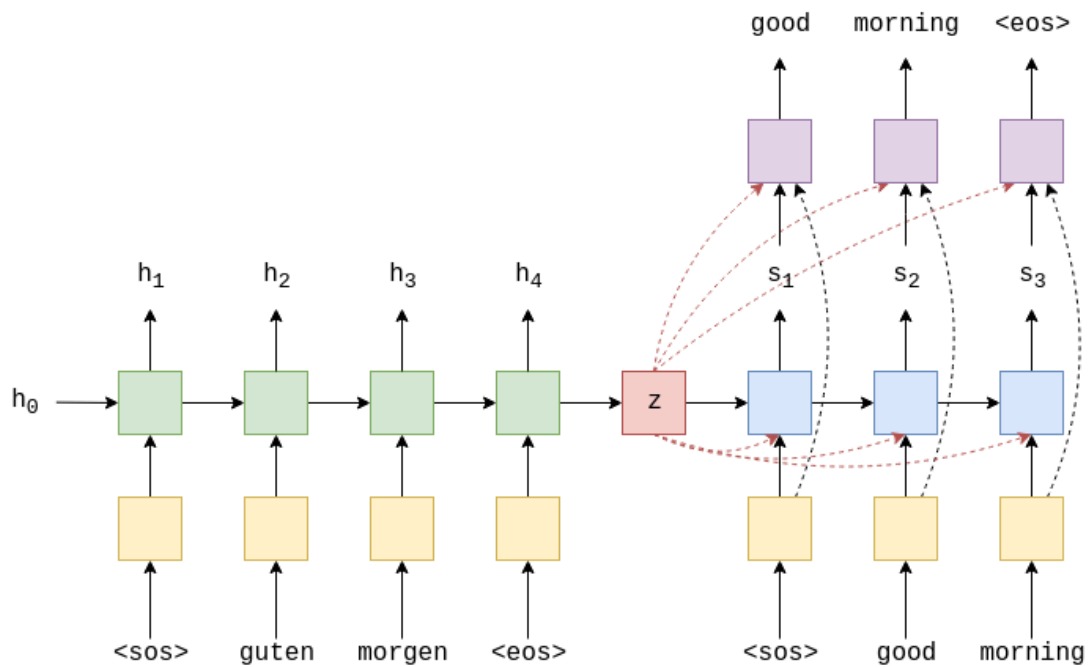 good morning <eos>
h₁ h₂ h₃ h₄ s₁ s₂ s₃
h₀ z
<sos> guten morgen <eos> <sos> good morning